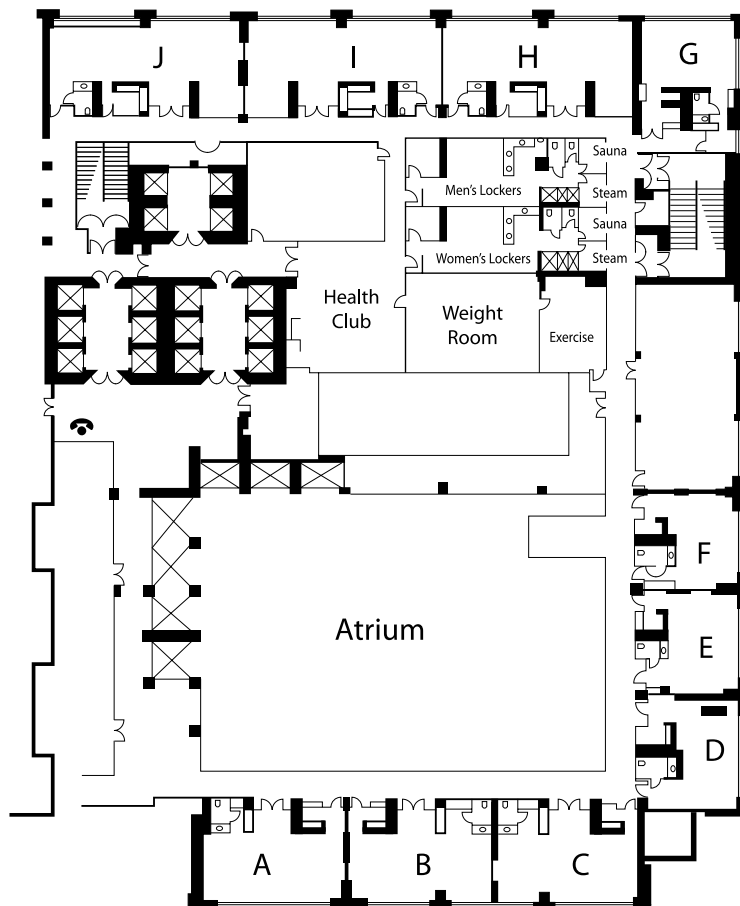 J
I
H
G
Sauna
Men's Lockers
Steam
Sauna
Women's Lockers
Steam
Health
Club
Weight
Room
Exercise
F
Atrium
E
D
A
B
C